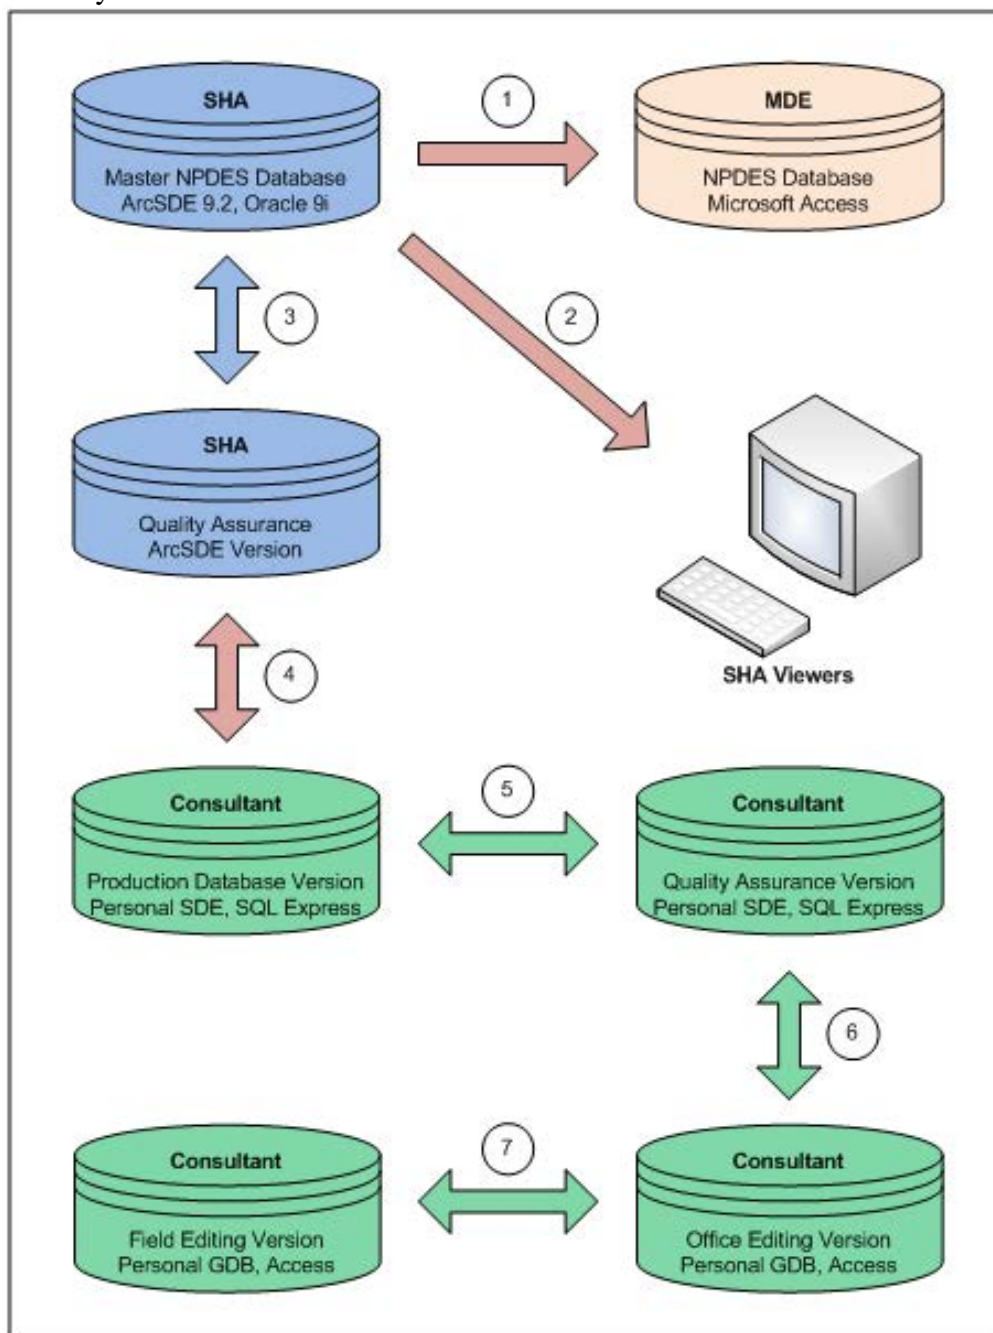 SHA
Master NPDES Database
ArcSDE 9.2, Oracle 9i
1
MDE
NPDES Database
Microsoft Access
2
3
SHA
Quality Assurance
ArcSDE Version
SHA Viewers
4
Consultant
Production Database Version
Personal SDE, SQL Express
5
Consultant
Quality Assurance Version
Personal SDE, SQL Express
6
Consultant
Field Editing Version
Personal GDB, Access
7
Consultant
Office Editing Version
Personal GDB, Access